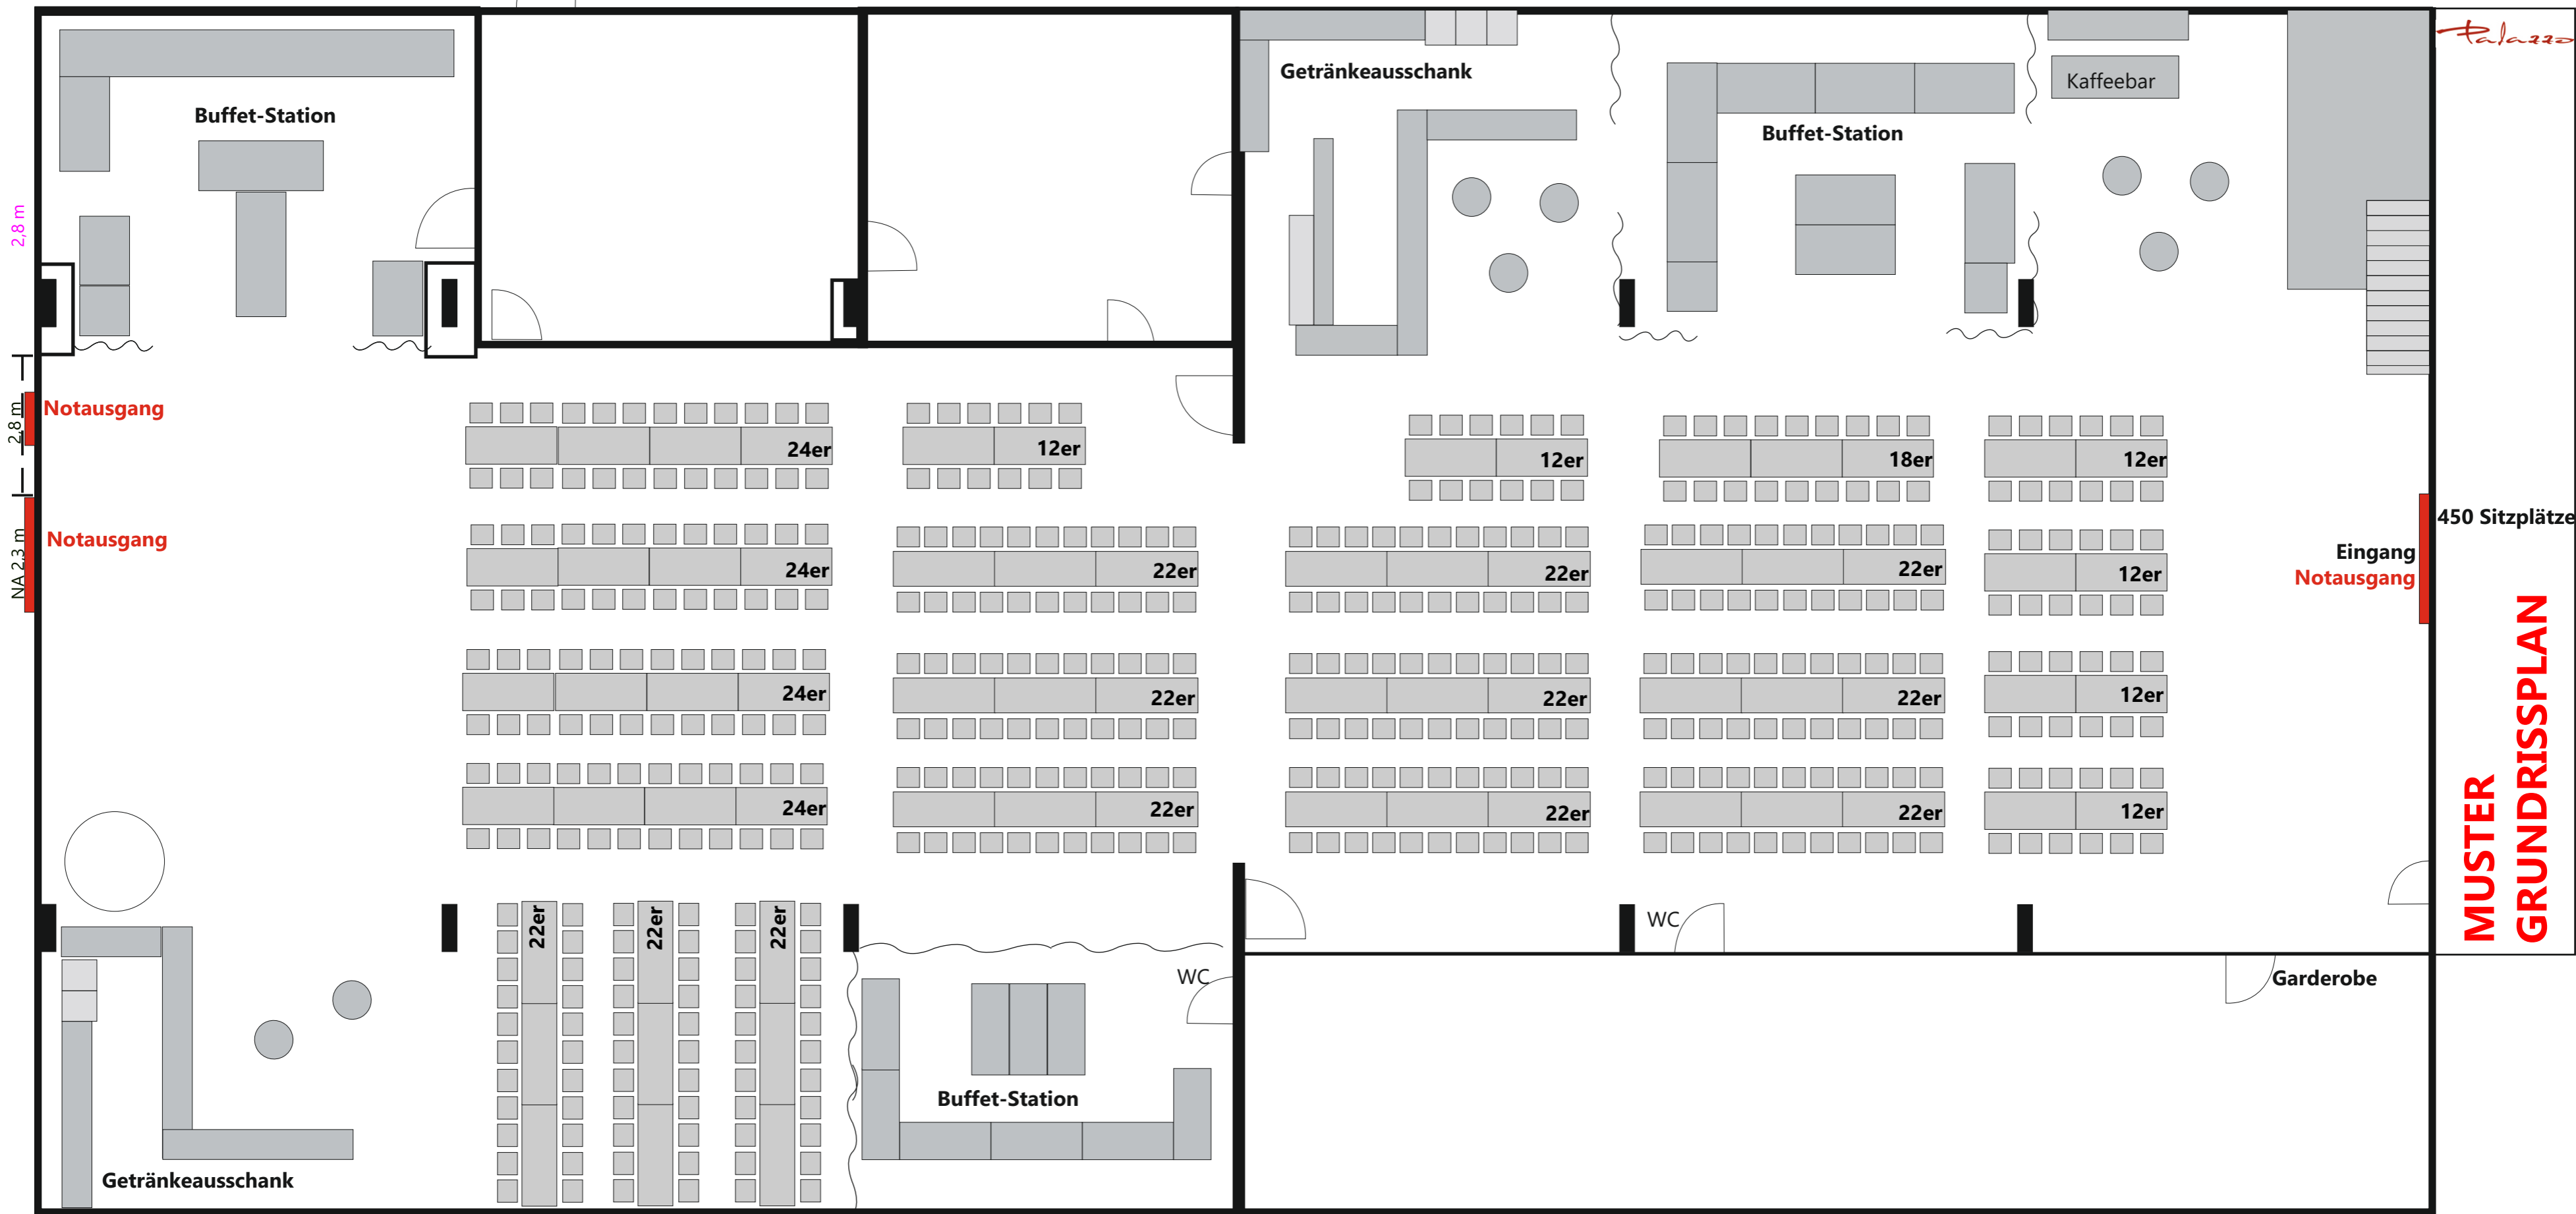 Palazzo
Getränkeausschank
Kaffeebar
Buffet-Station
Buffet-Station
2,8 m
Notausgang
2,8 m
24er
12er
12er
18er
12er
450 Sitzplätze
Notausgang
NA 2,3 m
24er
22er
22er
22er
12er
Eingang
Notausgang
24er
22er
22er
22er
12er
24er
22er
22er
22er
12er
MUSTER
GRUNDRISSPLAN
22er
22er
22er
WC
WC
Garderobe
Buffet-Station
Getränkeausschank